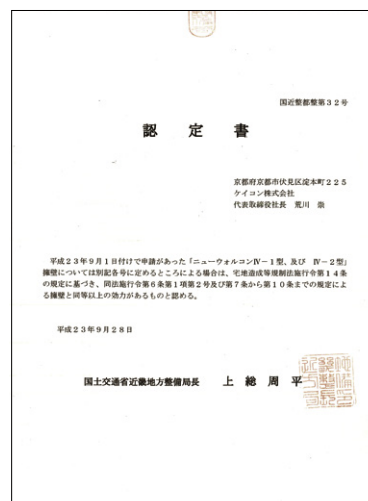 国近整都整第32号
認定書
京都府京都市伏見区淀本町225
ケイコン株式会社
代表取締役社長 荒川 崇
平成23年9月1日付けで申請があった「ニューウォルコンⅣ-1型、及び Ⅳ-2型」
擁壁については別記各号に定めるところによる場合は、宅地造成等規制法施行令第14条
の規定に基づき、同法施行令第6条第1項第2号及び第7条から第10条までの規定によ
る擁壁と同等以上の効力があるものと認める。
平成23年9月28日
国土交通省近畿地方整備局長 上総周平